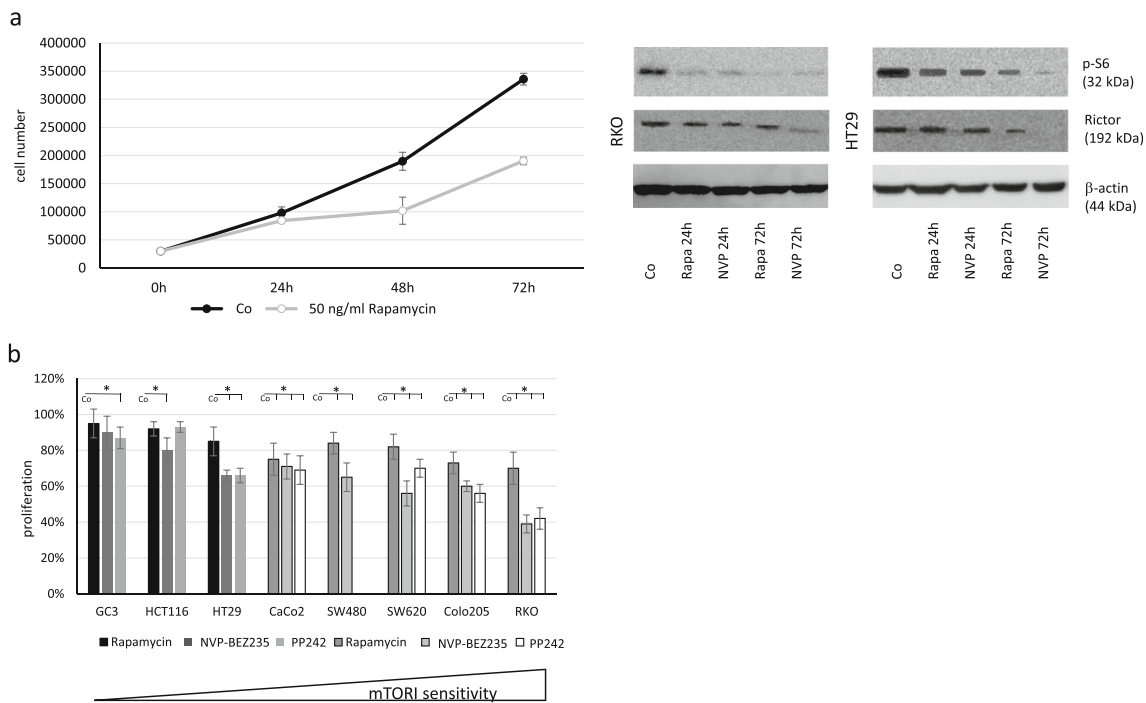 a
400000
350000
300000
250000
200000
150000
100000
50000
0
cell number
0h 24h 48h 72h
Co 50 ng/ml Rapamycin
RKO
HT29
p-S6
(32 kDa)
Rictor
(192 kDa)
β-actin
(44 kDa)
Co Rapa 24h NVP 24h Rapa 72h NVP 72h
Co Rapa 24h NVP 24h Rapa 72h NVP 72h
b
120%
100%
80%
60%
40%
20%
0%
proliferation
* * * * * * * *
Co Co Co Co Co Co Co Co
GC3 HCT116 HT29 CaCo2 SW480 SW620 Colo205 RKO
Rapamycin NVP-BEZ235 PP242 Rapamycin NVP-BEZ235 PP242
mTORI sensitivity